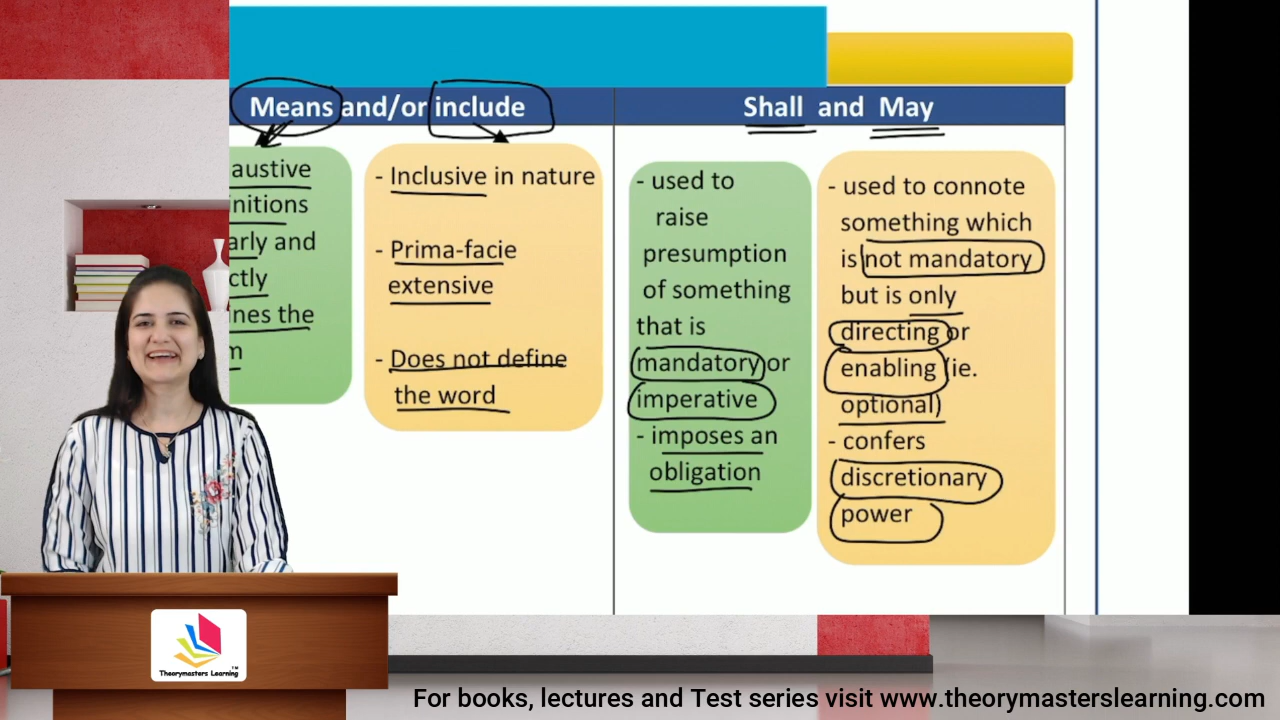 Means and/or include
Shall and May
austive
nitions
arly and
ctly
ines the
m
- Inclusive in nature
- Prima-facie
extensive
- Does not define
the word
- used to
raise
presumption
of something
that is
mandatory or
imperative
- imposes an
obligation
- used to connote
something which
is not mandatory
but is only
directing or
enabling (ie.
optional)
- confers
discretionary
power
Theorymasters Learning™
For books, lectures and Test series visit www.theorymasterslearning.com